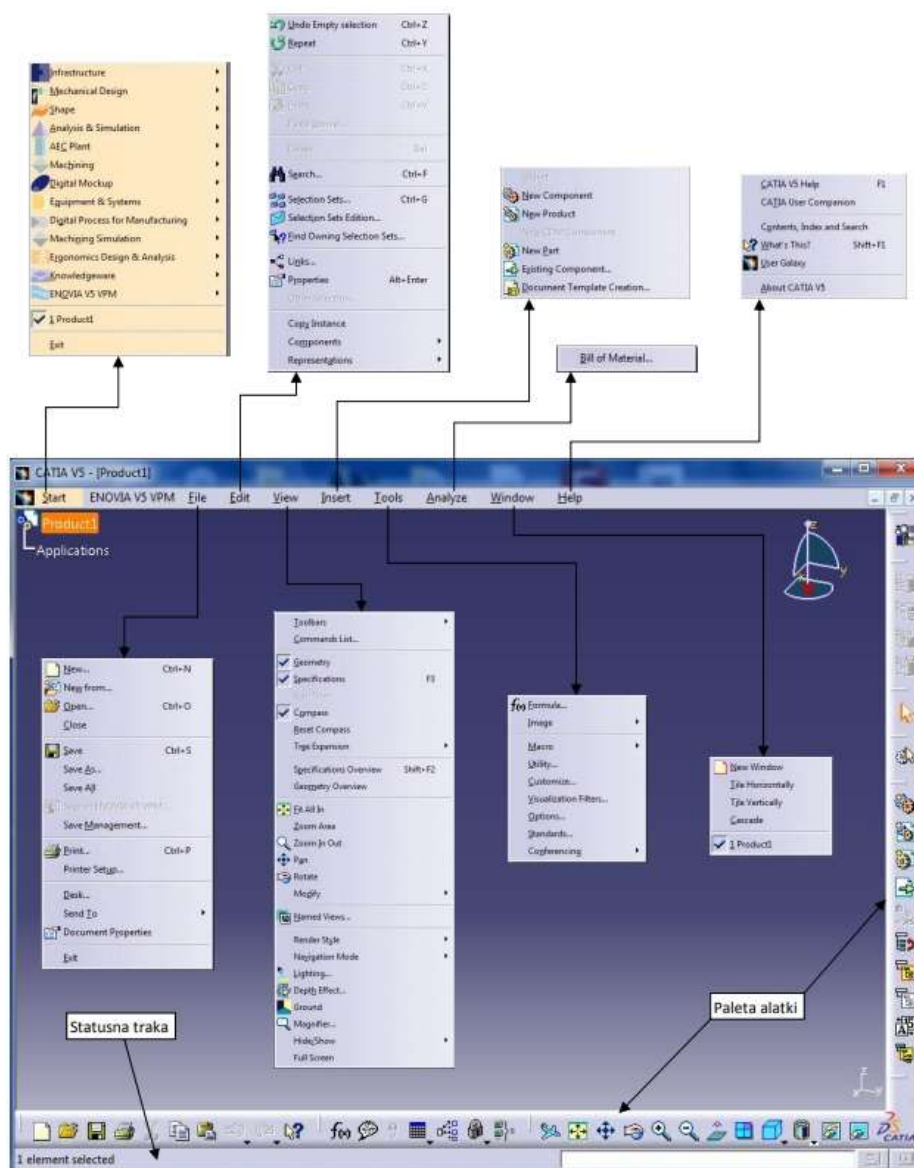 Undo Empty selection Ctrl+Z
Repeat Ctrl+Y
Search... Ctrl+F
Selection Sets... Ctrl+G
Selection Sets Edition...
Find Owning Selection Sets...
Links...
Properties Alt+Enter
Copy Instance
Components
Representations
Infrastructure
Mechanical Design
Shape
Analysis & Simulation
AEC Plant
Machining
Digital Mockup
Equipment & Systems
Digital Process for Manufacturing
Machining Simulation
Ergonomics Design & Analysis
Knowledgeware
ENOVIA V5 VPM
1 Product1
Exit
New Component
New Product
New Part
Existing Component...
Document Template Creation...
CATIA V5 Help F1
CATIA User Companion
Contents, Index and Search
What's This? Shift+F1
User Galaxy
About CATIA V5
Bill of Material...
CATIA V5 - [Product1]
Start ENOVIA V5 VPM File Edit View Insert Tools Analyze Window Help
Product1
Applications
z
y
x
New... Ctrl+N
New from...
Open... Ctrl+O
Close
Save Ctrl+S
Save As...
Save All
Save Management...
Print... Ctrl+P
Printer Setup...
Desk...
Send To
Document Properties
Exit
Toolbars
Commands List...
Geometry
Specifications F3
Compass
Reset Compass
Tree Expansion
Specifications Overview Shift+F2
Geometry Overview
Fit All In
Zoom Area
Zoom In Out
Pan
Rotate
Modify
Named Views...
Render Style
Navigation Mode
Lighting...
Depth Effect...
Ground
Magnifier...
Hide/Show
Full Screen
f(x) Formula...
Image
Macro
Utility...
Customize...
Visualization Filters...
Options...
Standards...
Conferencing
New Window
Tile Horizontally
Tile Vertically
Cascade
1 Product1
Statusna traka
Paleta alatki
f(x)
CATIA
1 element selected